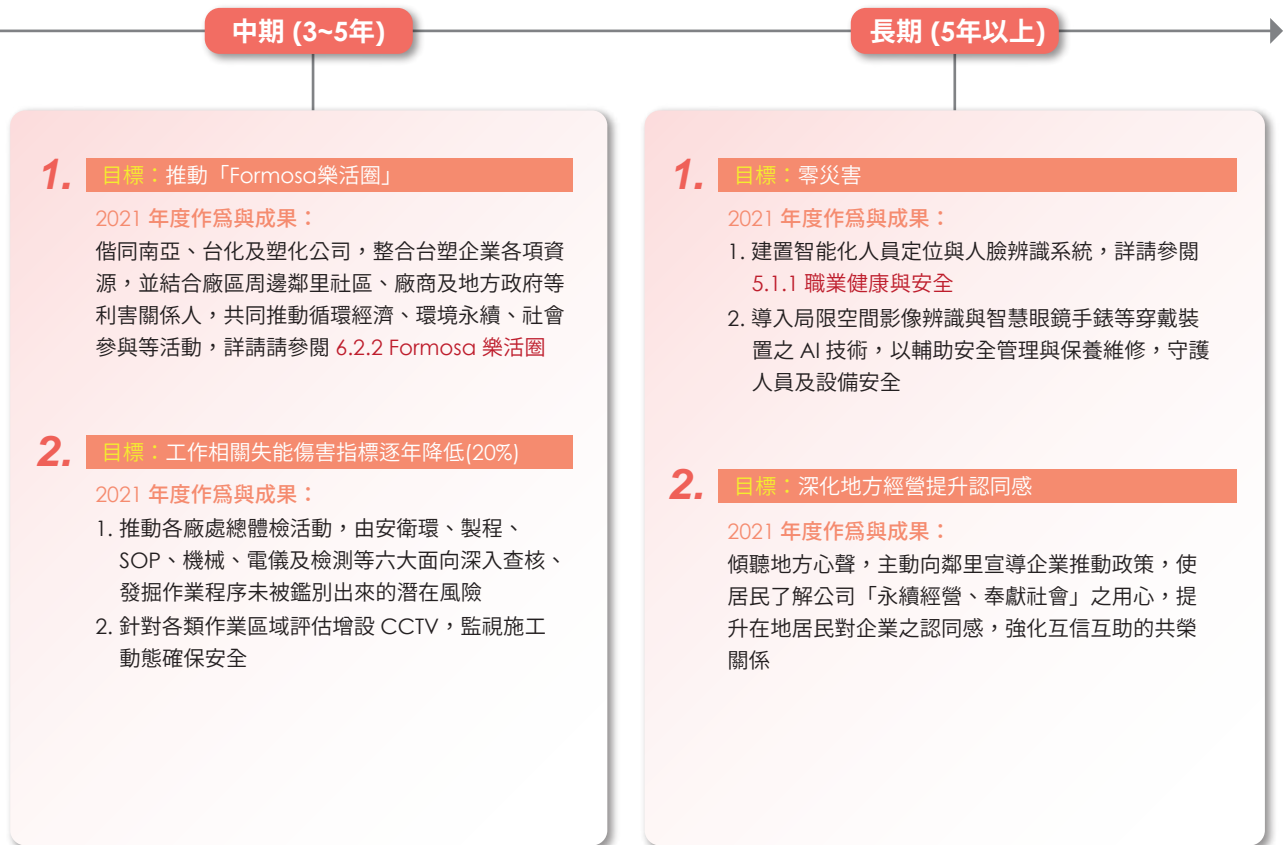 中期 (3~5年)
1.
目標：推動「Formosa樂活圈」
2021 年度作為與成果：
偕同南亞、台化及塑化公司，整合台塑企業各項資
源，並結合廠區周邊鄰里社區、廠商及地方政府等
利害關係人，共同推動循環經濟、環境永續、社會
參與等活動，詳請請參閱 6.2.2 Formosa 樂活圈
2.
目標：工作相關失能傷害指標逐年降低(20%)
2021 年度作為與成果：
1. 推動各廠處總體檢活動，由安衛環、製程、
SOP、機械、電儀及檢測等六大面向深入查核、
發掘作業程序未被鑑別出來的潛在風險
2. 針對各類作業區域評估增設 CCTV，監視施工
動態確保安全
長期 (5年以上)
1.
目標：零災害
2021 年度作為與成果：
1. 建置智能化人員定位與人臉辨識系統，詳請參閱
5.1.1 職業健康與安全
2. 導入局限空間影像辨識與智慧眼鏡手錶等穿戴裝
置之 AI 技術，以輔助安全管理與保養維修，守護
人員及設備安全
2.
目標：深化地方經營提升認同感
2021 年度作為與成果：
傾聽地方心聲，主動向鄰里宣導企業推動政策，使
居民了解公司「永續經營、奉獻社會」之用心，提
升在地居民對企業之認同感，強化互信互助的共榮
關係